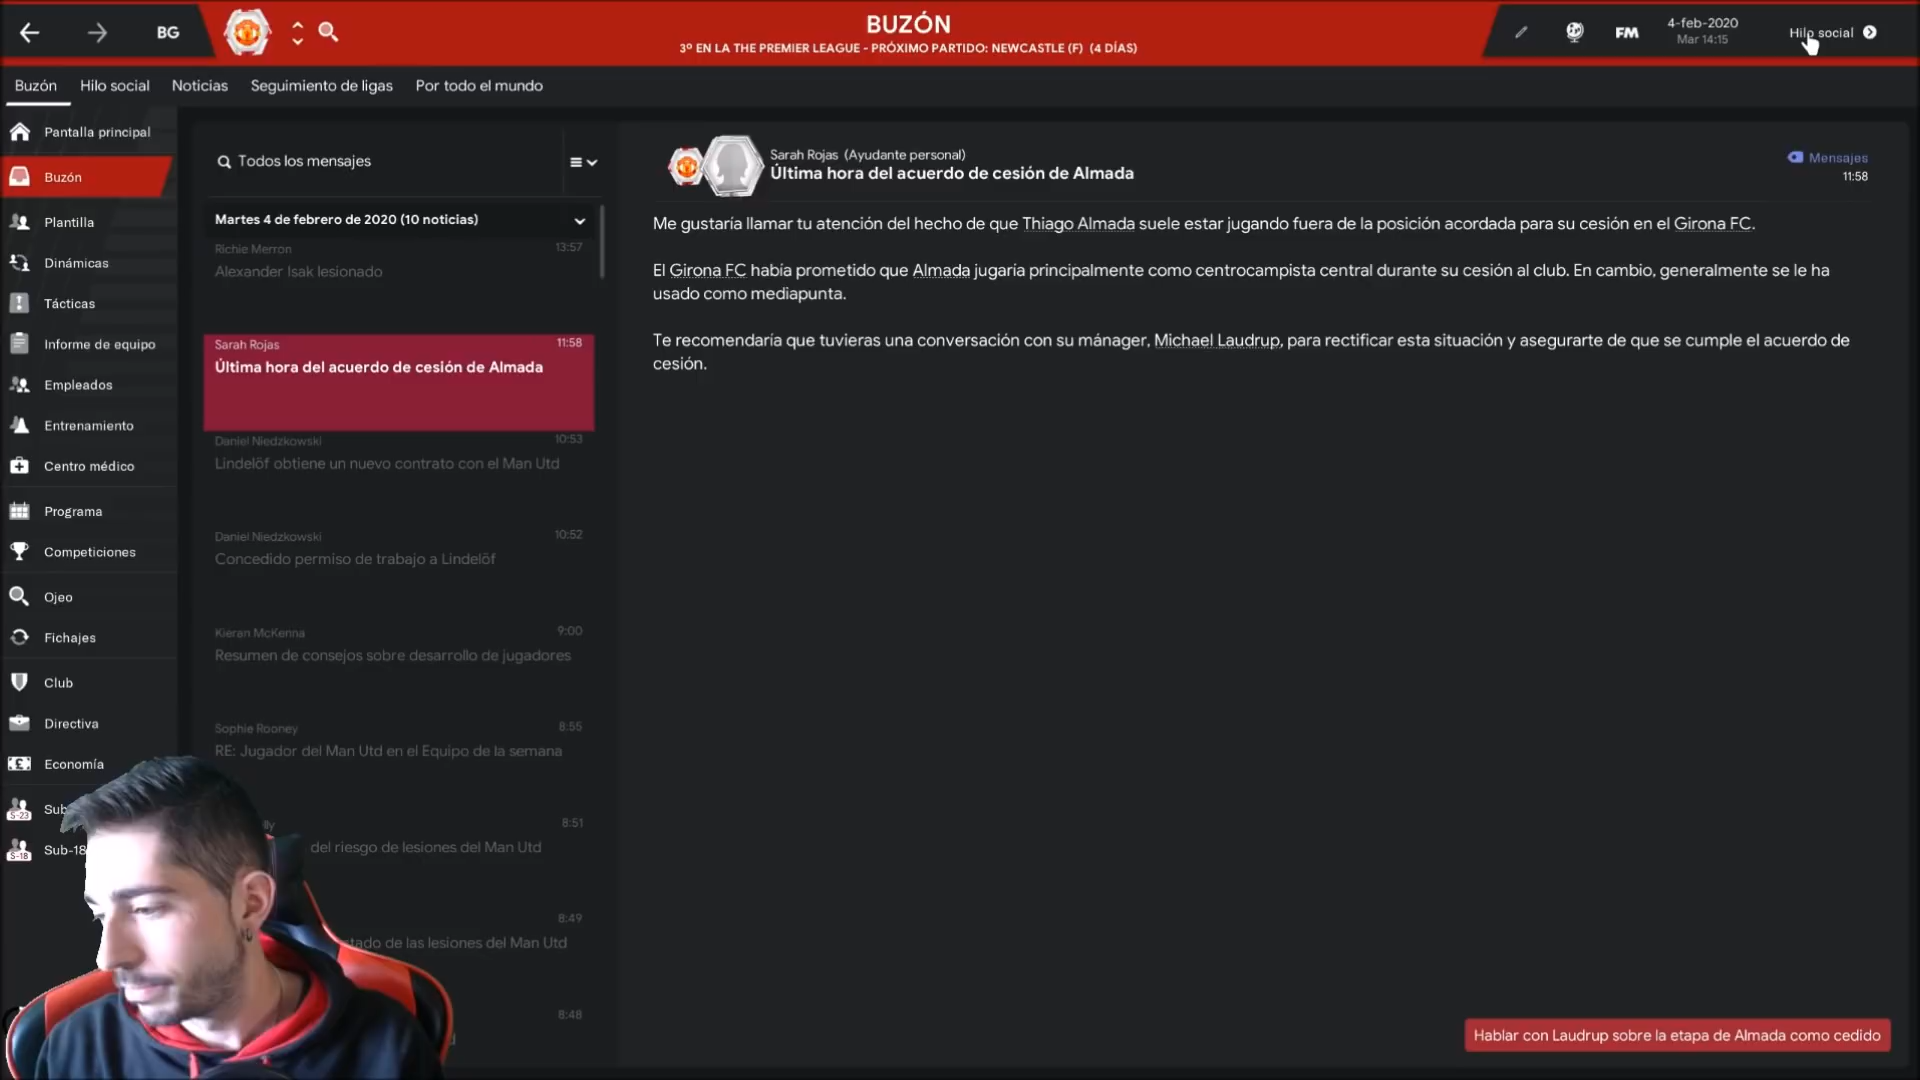 BG
BUZÓN
3º EN LA THE PREMIER LEAGUE - PRÓXIMO PARTIDO: NEWCASTLE (F) (4 DÍAS)
FM
4-feb-2020
Mar 14:15
Hilo social
Buzón
Hilo social
Noticias
Seguimiento de ligas
Por todo el mundo
Pantalla principal
Buzón
Plantilla
Dinámicas
Tácticas
Informe de equipo
Empleados
Entrenamiento
Centro médico
Programa
Competiciones
Ojeo
Fichajes
Club
Directiva
Economía
S-23
Sub
S-18
Sub-18
Todos los mensajes
Martes 4 de febrero de 2020 (10 noticias)
Richie Merron 13:57
Alexander Isak lesionado
Sarah Rojas 11:58
Última hora del acuerdo de cesión de Almada
Daniel Niedzkowski 10:53
Lindelöf obtiene un nuevo contrato con el Man Utd
Daniel Niedzkowski 10:52
Concedido permiso de trabajo a Lindelöf
Kieran McKenna 9:00
Resumen de consejos sobre desarrollo de jugadores
Sophie Rooney 8:55
RE: Jugador del Man Utd en el Equipo de la semana
8:51
del riesgo de lesiones del Man Utd
8:49
tado de las lesiones del Man Utd
8:48
Sarah Rojas (Ayudante personal)
Última hora del acuerdo de cesión de Almada
Mensajes
11:58
Me gustaría llamar tu atención del hecho de que Thiago Almada suele estar jugando fuera de la posición acordada para su cesión en el Girona FC.
El Girona FC había prometido que Almada jugaría principalmente como centrocampista central durante su cesión al club. En cambio, generalmente se le ha
usado como mediapunta.
Te recomendaría que tuvieras una conversación con su mánager, Michael Laudrup, para rectificar esta situación y asegurarte de que se cumple el acuerdo de
cesión.
Hablar con Laudrup sobre la etapa de Almada como cedido